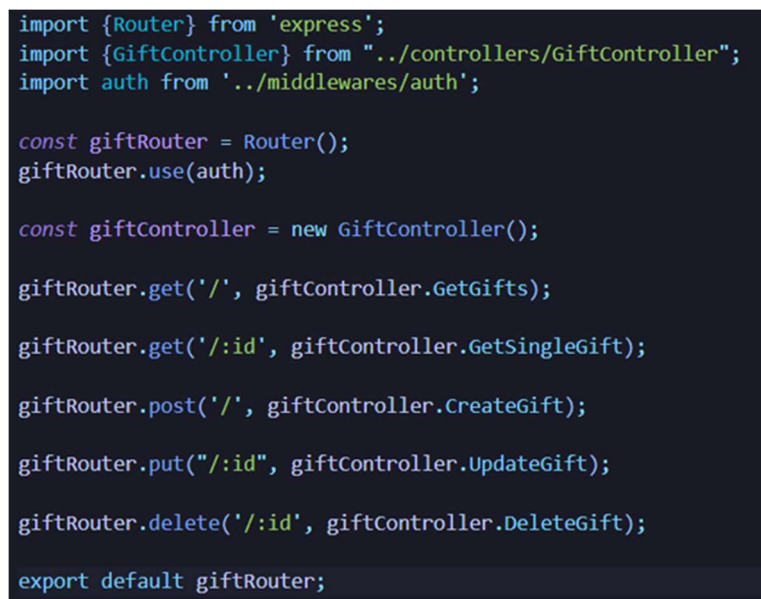 import {Router} from 'express';
import {GiftController} from "../controllers/GiftController";
import auth from '../middlewares/auth';
const giftRouter = Router();
giftRouter.use(auth);
const giftController = new GiftController();
giftRouter.get('/', giftController.GetGifts);
giftRouter.get('/:id', giftController.GetSingleGift);
giftRouter.post('/', giftController.CreateGift);
giftRouter.put("/:id", giftController.UpdateGift);
giftRouter.delete('/:id', giftController.DeleteGift);
export default giftRouter;